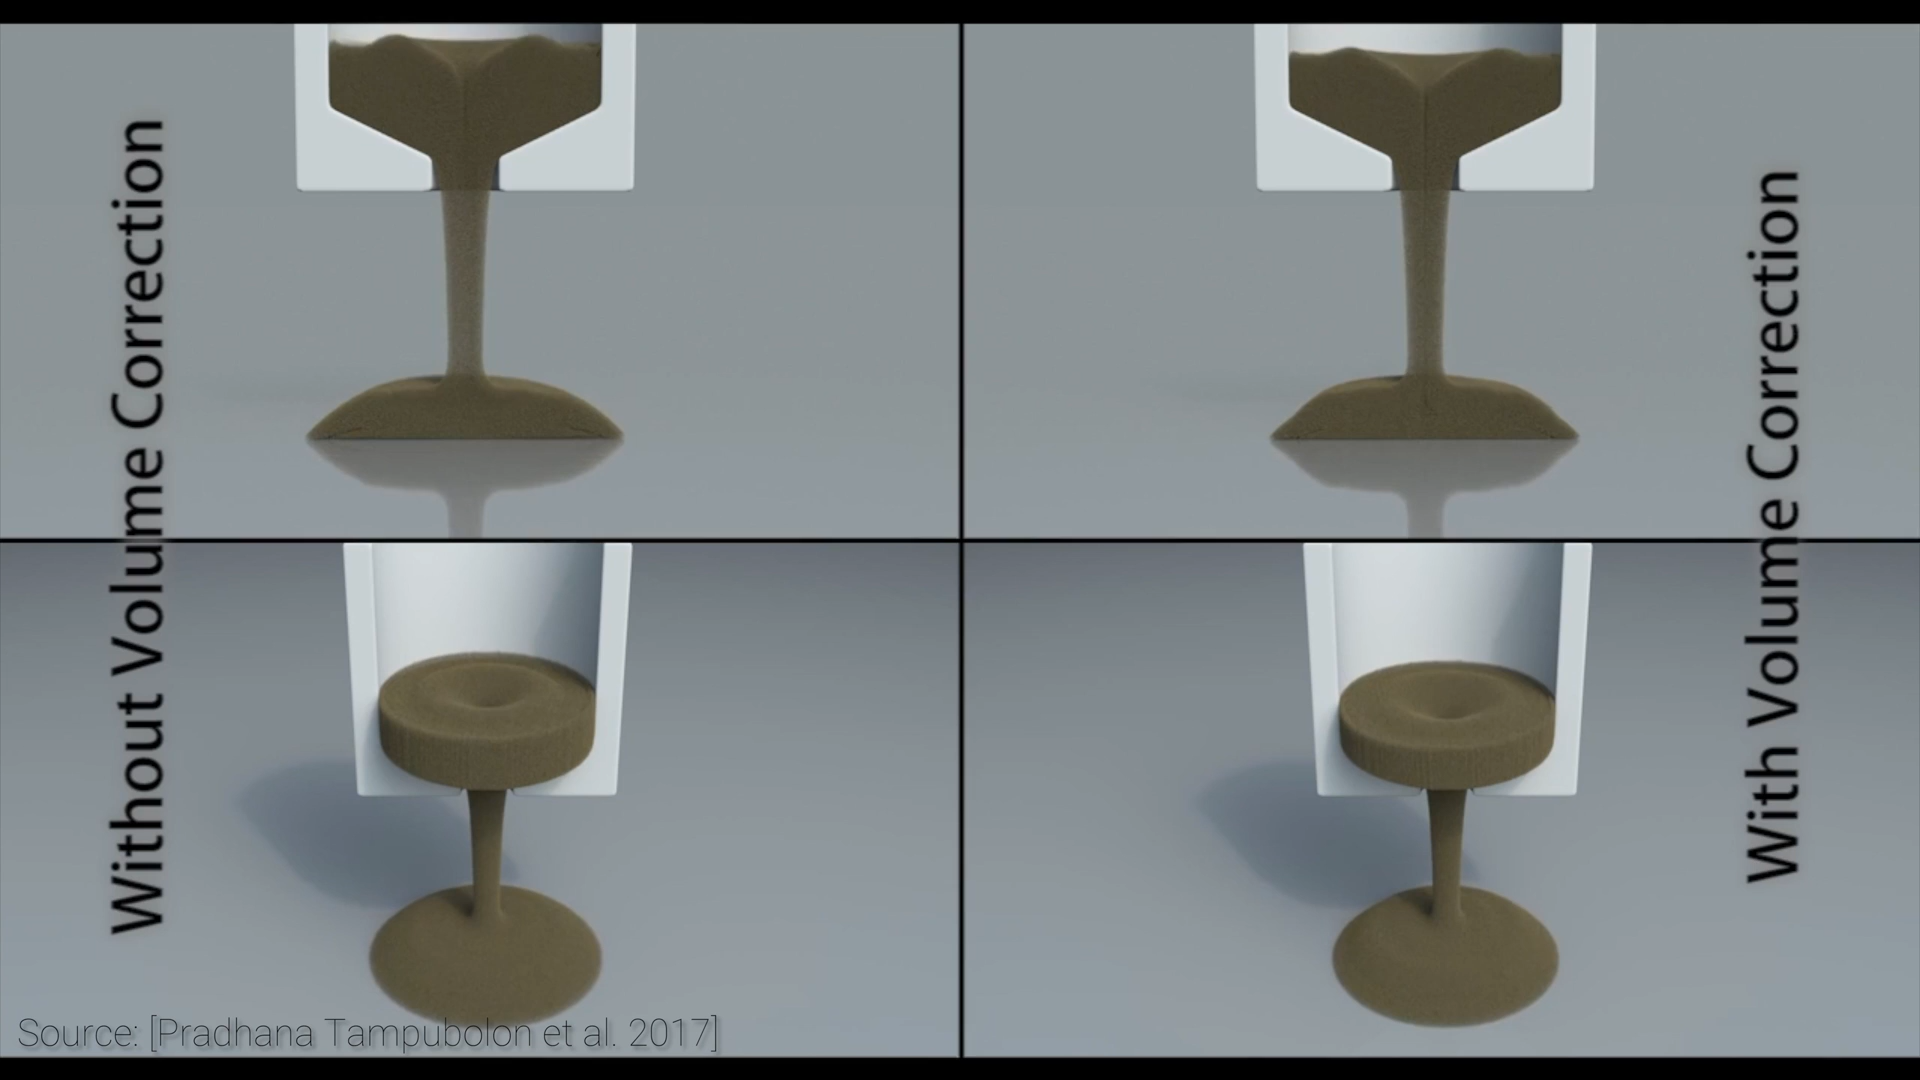 Without Volume Correction
With Volume Correction
Source: [Pradhana Tampubolon et al. 2017]